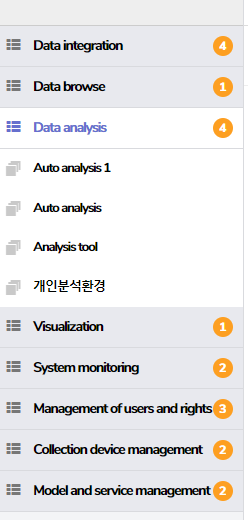 Data integration 4
Data browse 1
Data analysis 4
Auto analysis 1
Auto analysis
Analysis tool
개인분석환경
Visualization 1
System monitoring 2
Management of users and rights 3
Collection device management 2
Model and service management 2